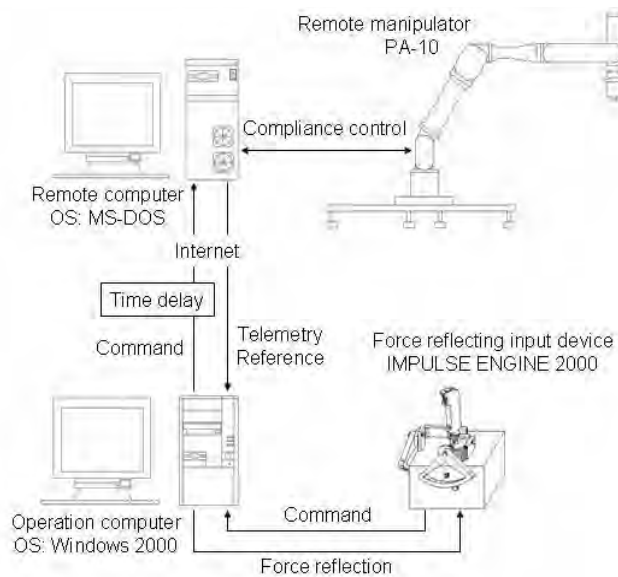 Remote manipulator
PA-10
Compliance control
Remote computer
OS: MS-DOS
Internet
Time delay
Command
Telemetry
Reference
Force reflecting input device
IMPULSE ENGINE 2000
Operation computer
OS: Windows 2000
Command
Force reflection